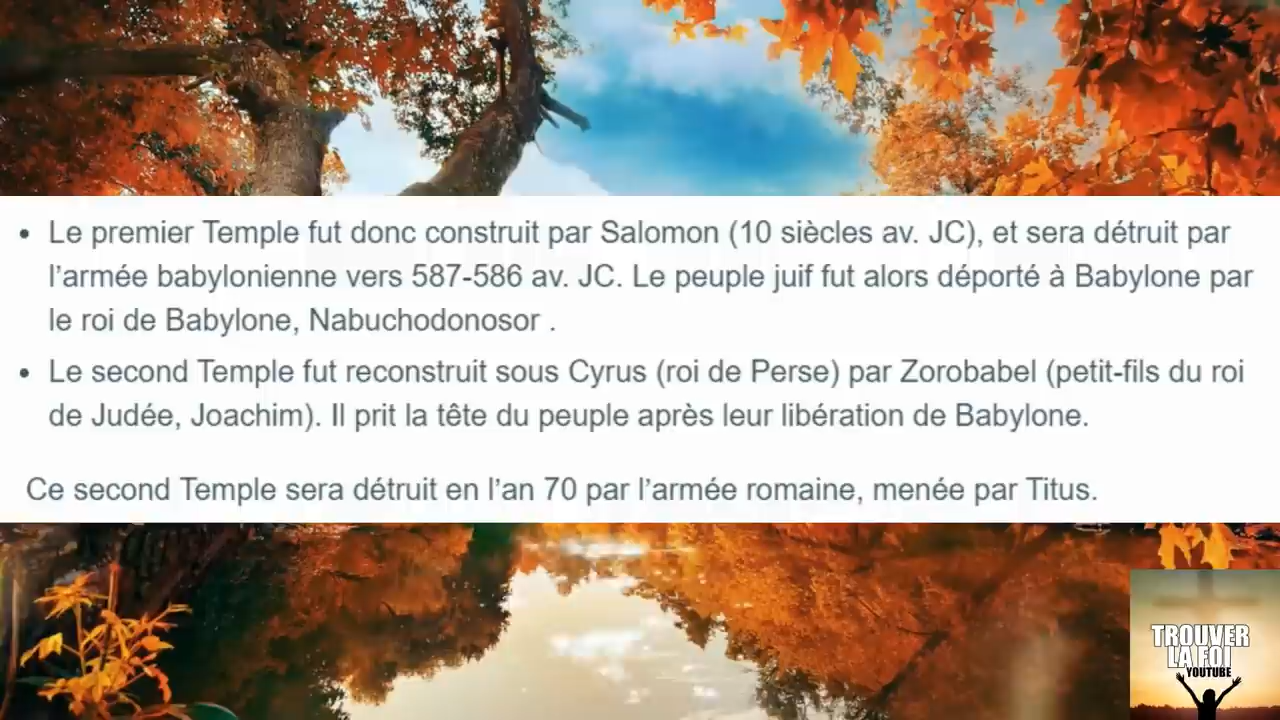 • Le premier Temple fut donc construit par Salomon (10 siècles av. JC), et sera détruit par
l’armée babylonienne vers 587-586 av. JC. Le peuple juif fut alors déporté à Babylone par
le roi de Babylone, Nabuchodonosor .
• Le second Temple fut reconstruit sous Cyrus (roi de Perse) par Zorobabel (petit-fils du roi
de Judée, Joachim). Il prit la tête du peuple après leur libération de Babylone.
Ce second Temple sera détruit en l’an 70 par l’armée romaine, menée par Titus.
TROUVER
LA FOI
YOUTUBE